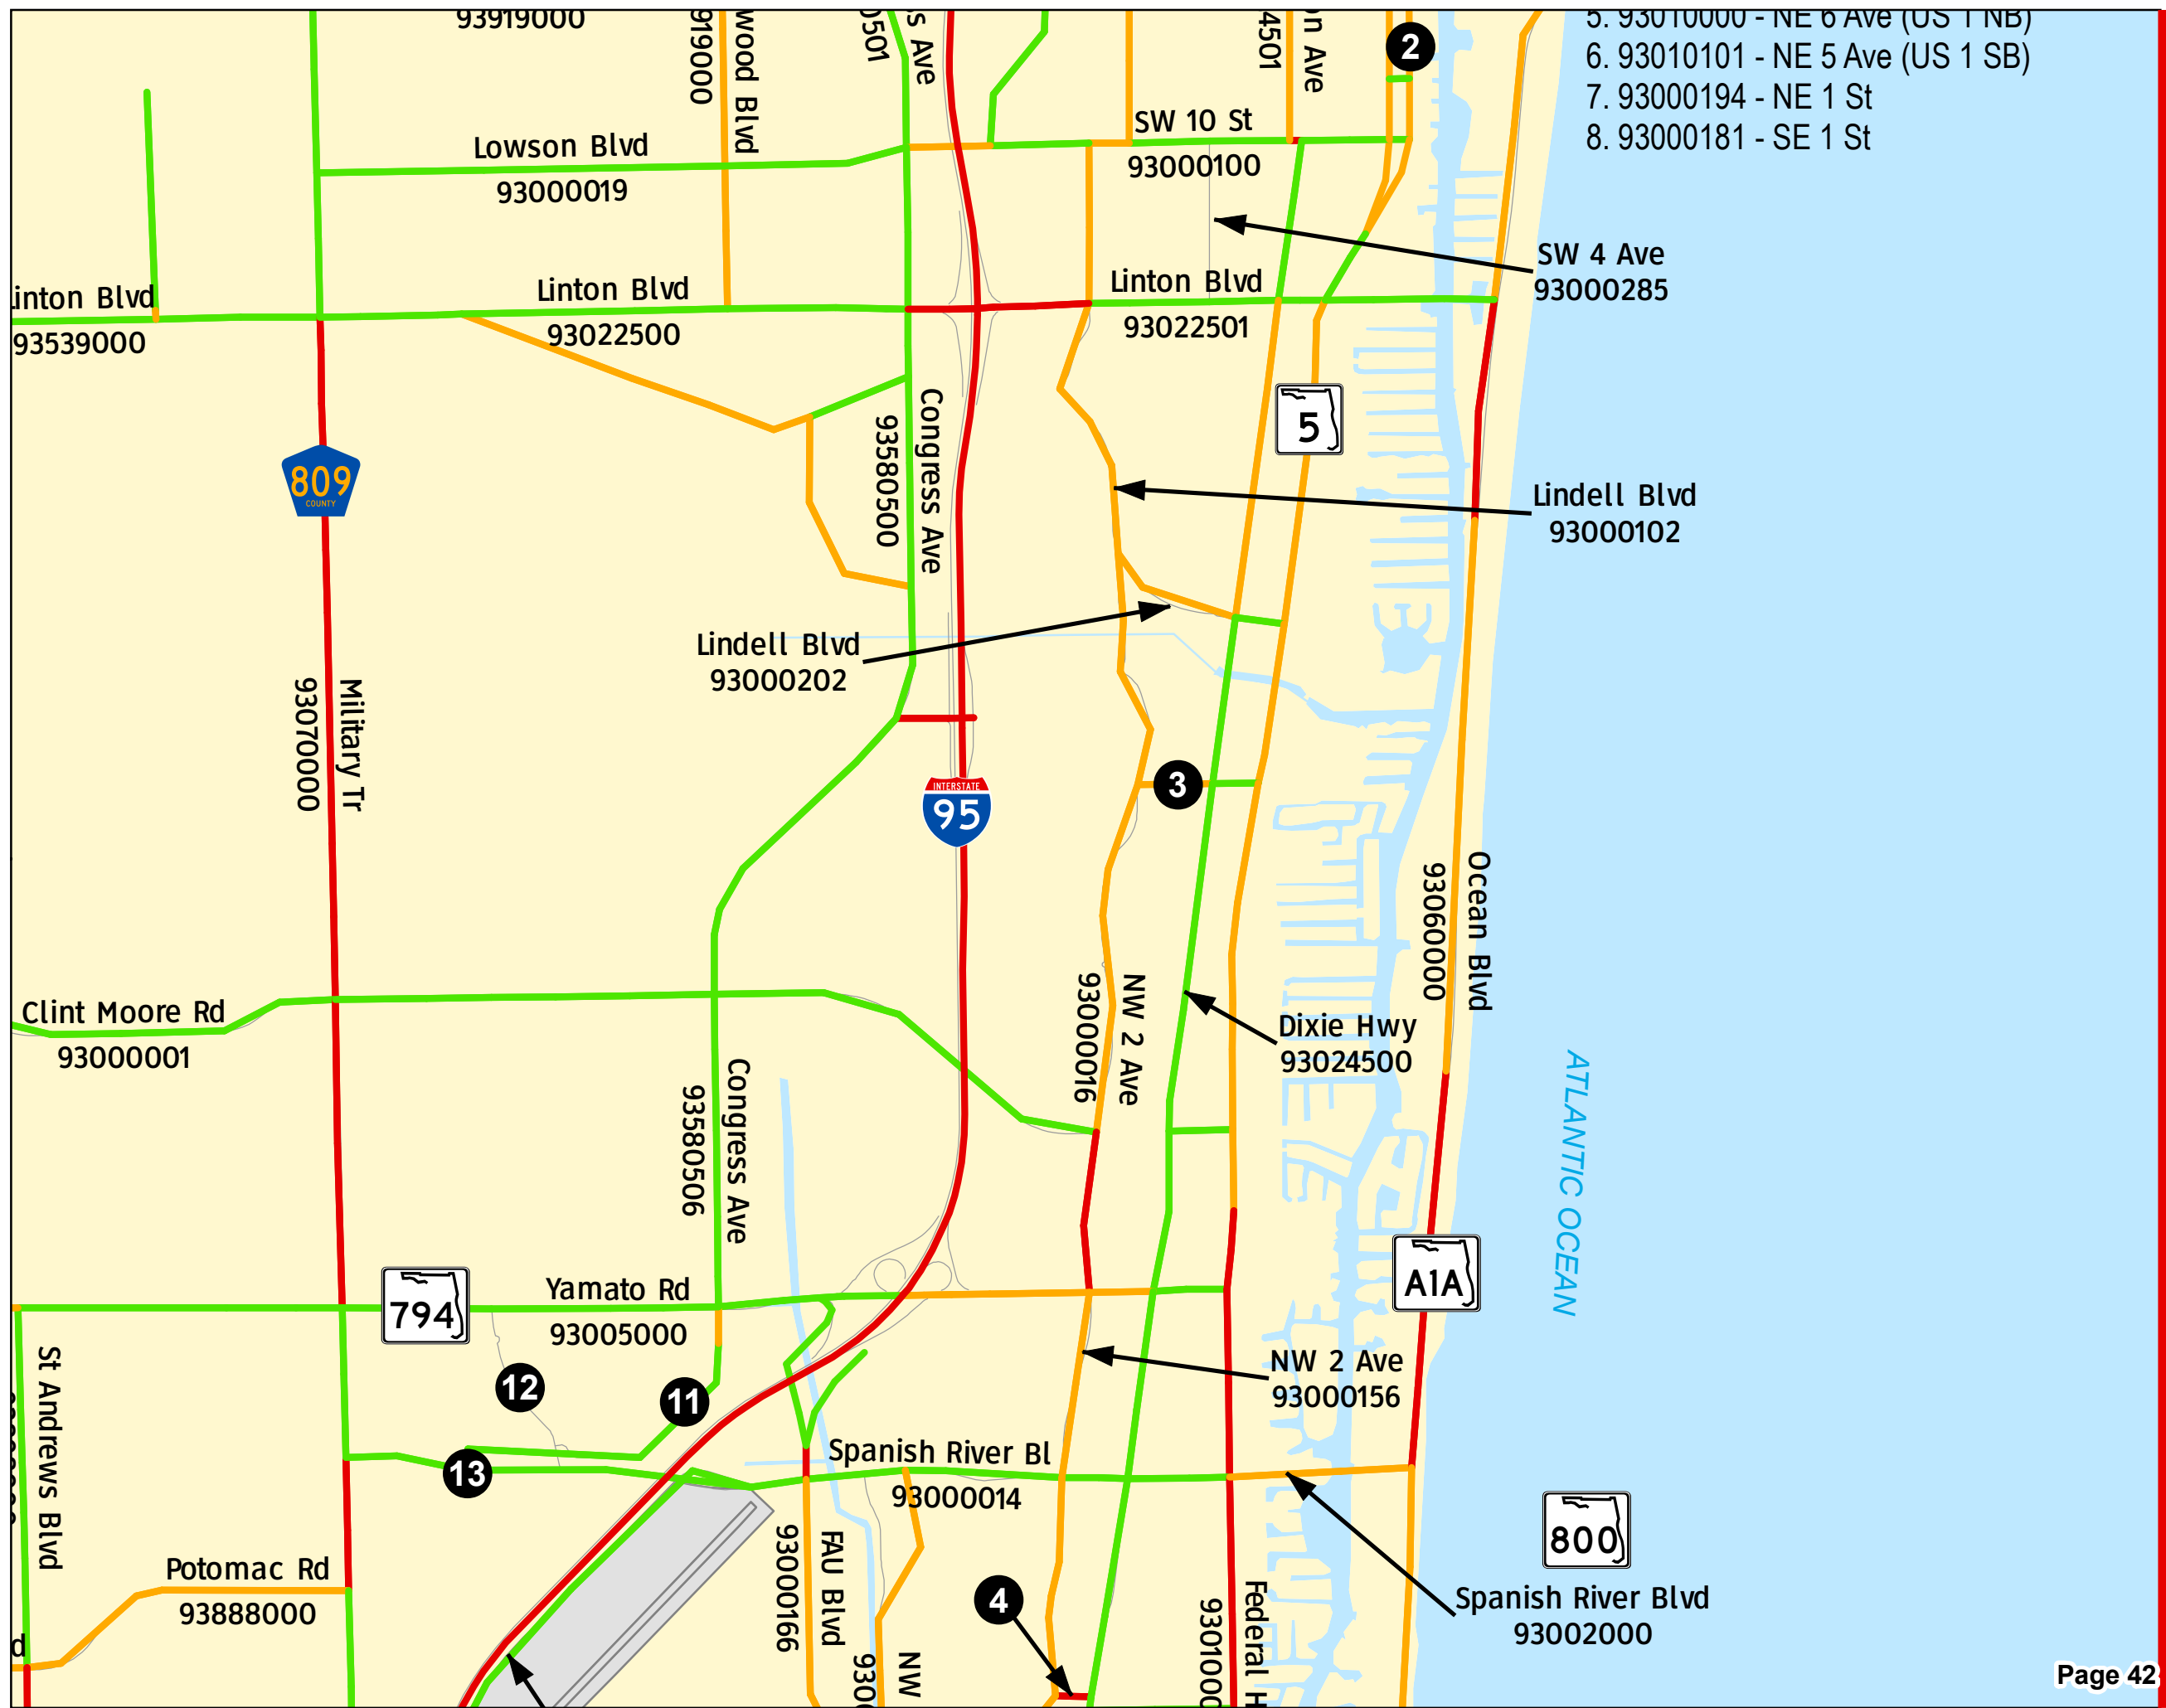 93919000
919000
wood Blvd
0501
s Ave
4501
on Ave
2
5. 93010000 - NE 6 Ave (US 1 NB)
6. 93010101 - NE 5 Ave (US 1 SB)
7. 93000194 - NE 1 St
8. 93000181 - SE 1 St
Lowson Blvd
93000019
SW 10 St
93000100
SW 4 Ave
93000285
inton Blvd
93539000
Linton Blvd
93022500
Linton Blvd
93022501
5
809
COUNTY
Congress Ave
93580500
Lindell Blvd
93000102
Lindell Blvd
93000202
Military Tr
93070000
INTERSTATE
95
3
Ocean Blvd
93060000
Clint Moore Rd
93000001
NW 2 Ave
93000016
Dixie Hwy
93024500
Congress Ave
93580506
ATLANTIC OCEAN
A1A
794
Yamato Rd
93005000
NW 2 Ave
93000156
12
11
13
St Andrews Blvd
Spanish River Bl
93000014
800
Spanish River Blvd
93002000
Potomac Rd
93888000
FAU Blvd
93000166
4
NW
930
Federal H
9301000
d
Page 42